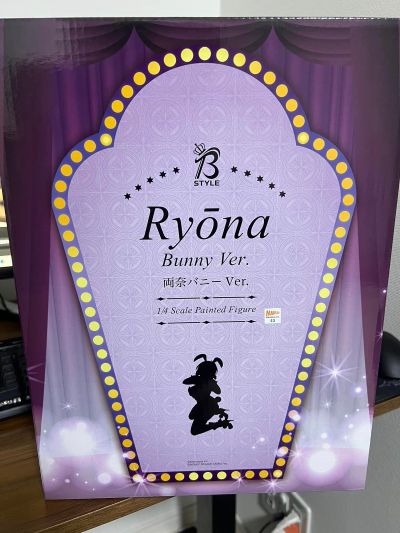 B
STYLE
Ryōna
Bunny Ver.
両奈バニーVer.
1/4 Scale Painted Figure